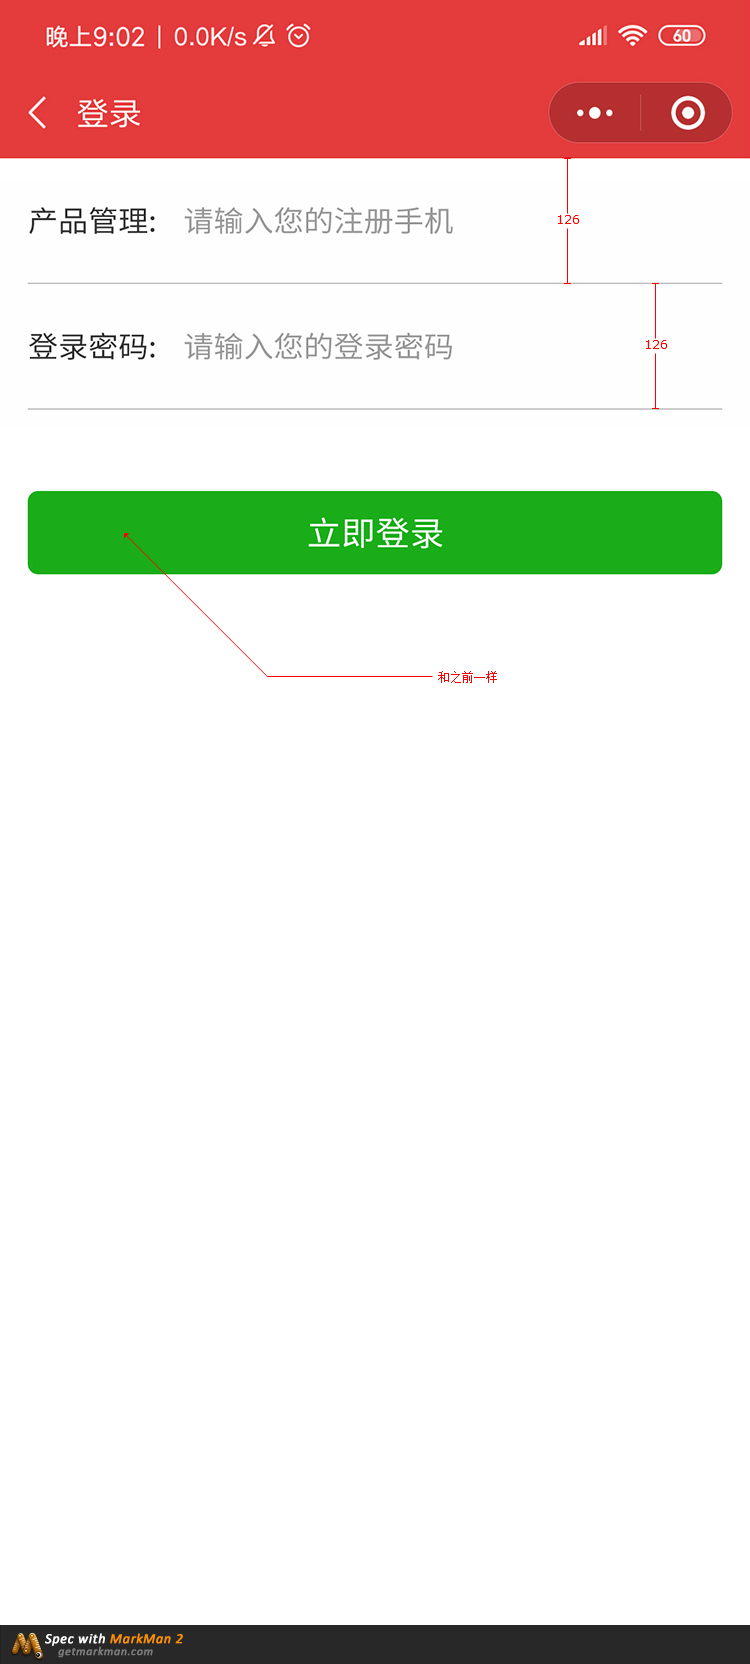 晚上9:02 | 0.0K/s
60
登录
产品管理: 请输入您的注册手机
126
登录密码: 请输入您的登录密码
126
立即登录
和之前一样
Spec with MarkMan 2
getmarkman.com